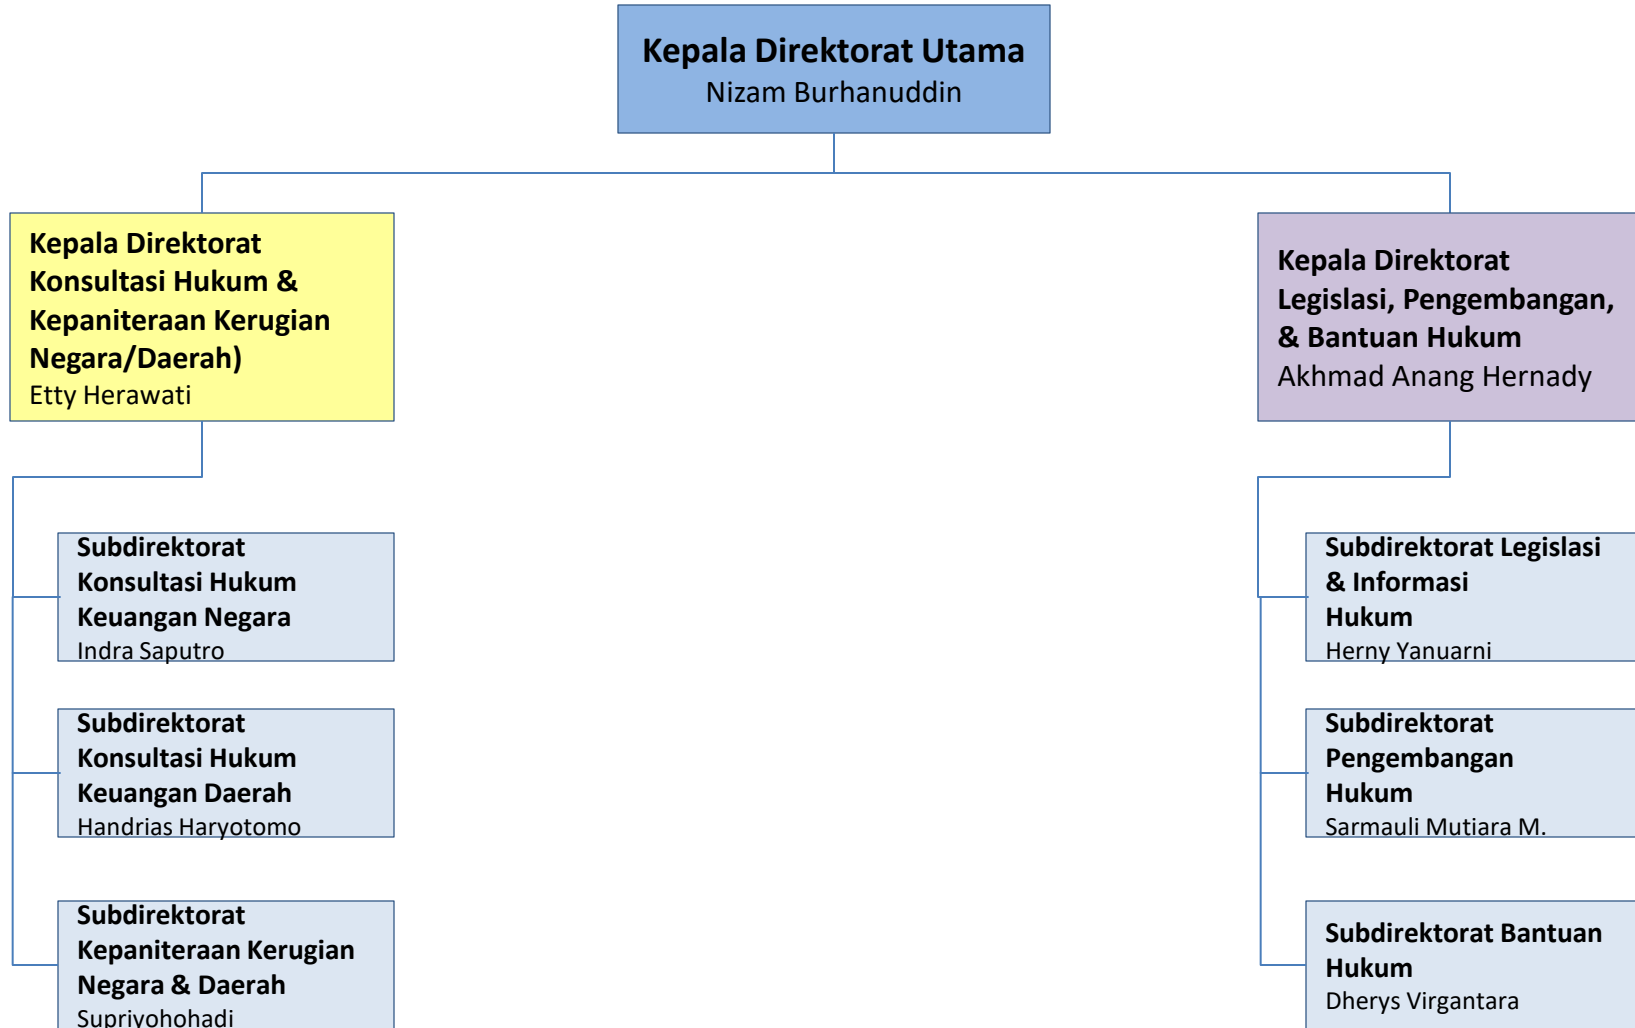 Kepala Direktorat Utama
Nizam Burhanuddin
Kepala Direktorat
Konsultasi Hukum &
Kepaniteraan Kerugian
Negara/Daerah)
Etty Herawati
Kepala Direktorat
Legislasi, Pengembangan,
& Bantuan Hukum
Akhmad Anang Hernady
Subdirektorat
Konsultasi Hukum
Keuangan Negara
Indra Saputro
Subdirektorat
Konsultasi Hukum
Keuangan Daerah
Handrias Haryotomo
Subdirektorat
Kepaniteraan Kerugian
Negara & Daerah
Supriyohohadi
Subdirektorat Legislasi
& Informasi
Hukum
Herny Yanuarni
Subdirektorat
Pengembangan
Hukum
Sarmauli Mutiara M.
Subdirektorat Bantuan
Hukum
Dherys Virgantara